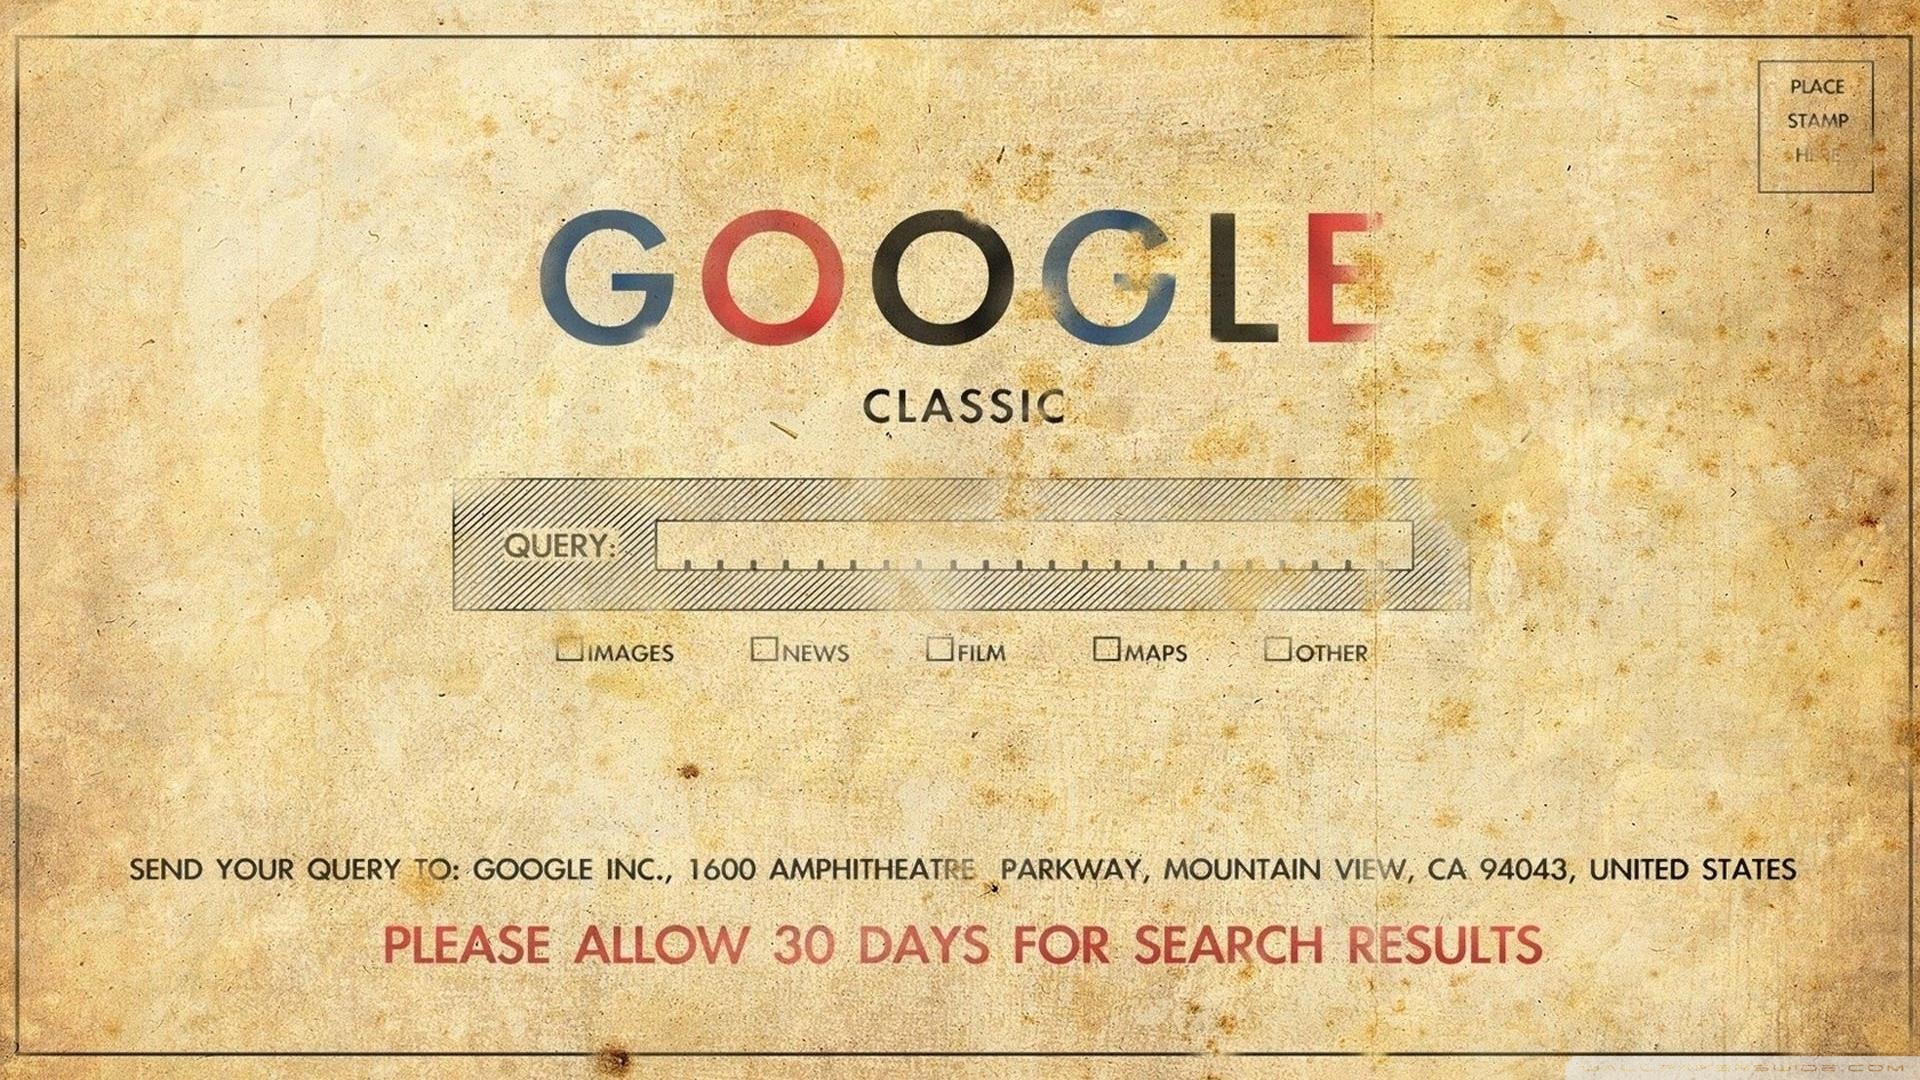 PLACE
STAMP
HERE
GOOGLE
CLASSIC
QUERY:
IMAGES NEWS FILM MAPS OTHER
SEND YOUR QUERY TO: GOOGLE INC., 1600 AMPHITHEATRE PARKWAY, MOUNTAIN VIEW, CA 94043, UNITED STATES
PLEASE ALLOW 30 DAYS FOR SEARCH RESULTS